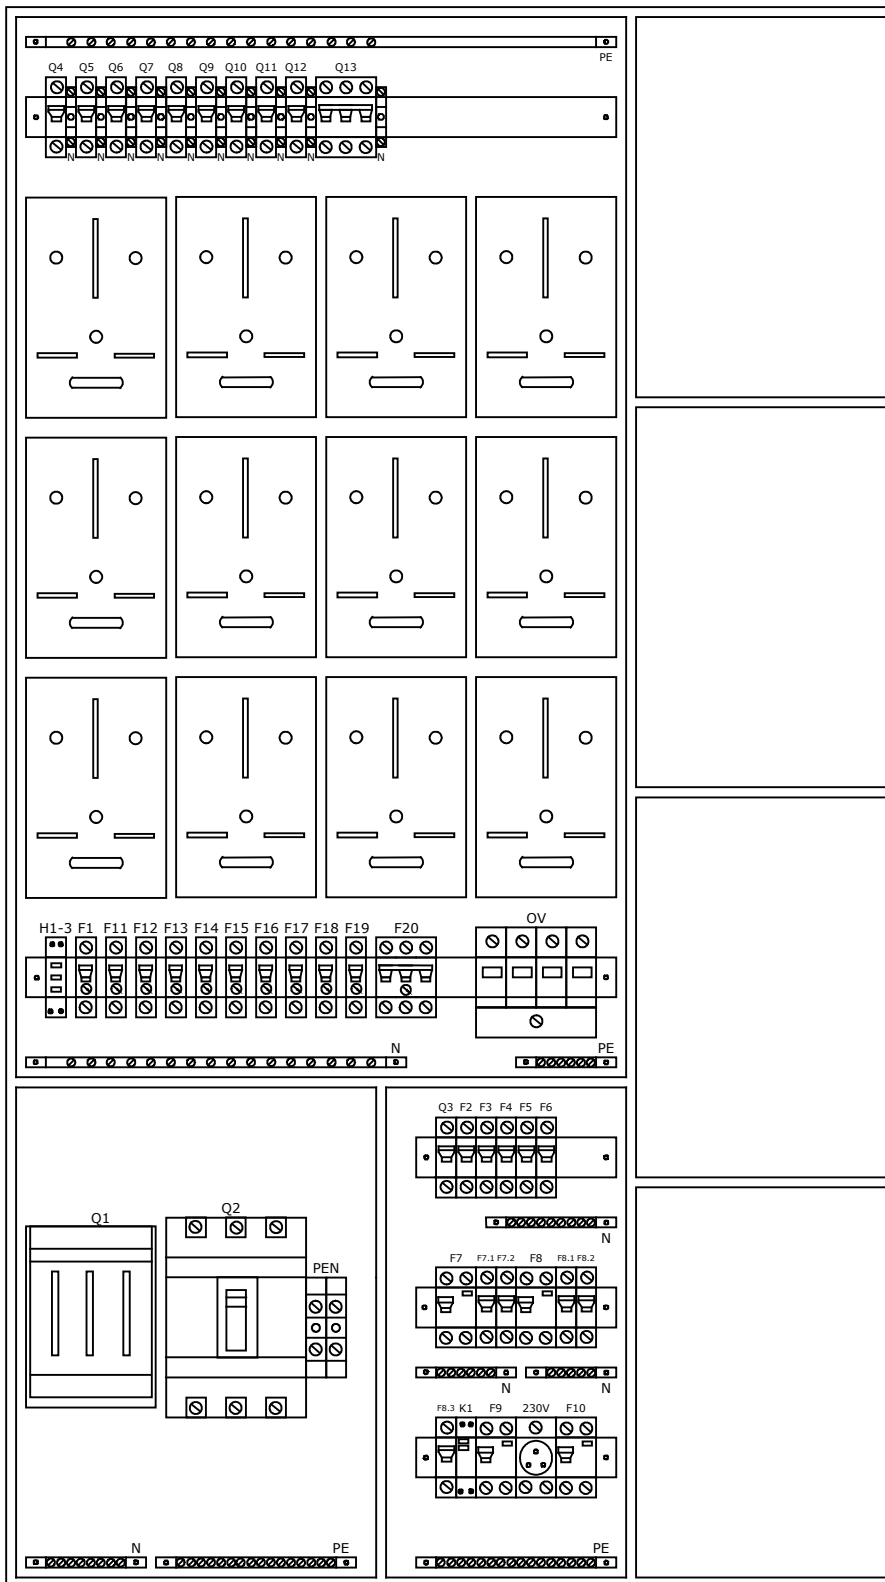 PE
Q4 Q5 Q6 Q7 Q8 Q9 Q10 Q11 Q12 Q13
N N N N N N N N N N
H1-3 F1 F11 F12 F13 F14 F15 F16 F17 F18 F19 F20 OV
N PE
Q3 F2 F3 F4 F5 F6
Q1 Q2
N
PEN
F7 F7.1 F7.2 F8 F8.1 F8.2
N N
F8.3 K1 F9 230V F10
N PE PE